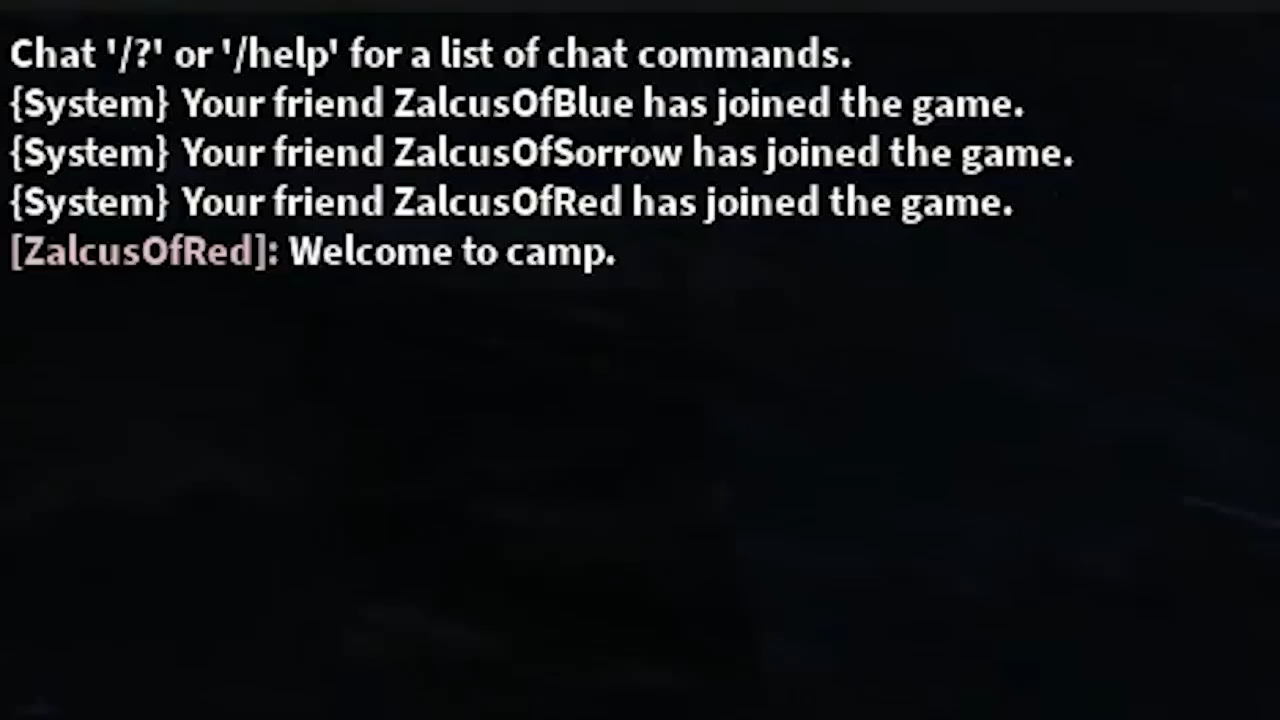 Chat '/?' or '/help' for a list of chat commands.
{System} Your friend ZalcusOfBlue has joined the game.
{System} Your friend ZalcusOfSorrow has joined the game.
{System} Your friend ZalcusOfRed has joined the game.
[ZalcusOfRed]: Welcome to camp.